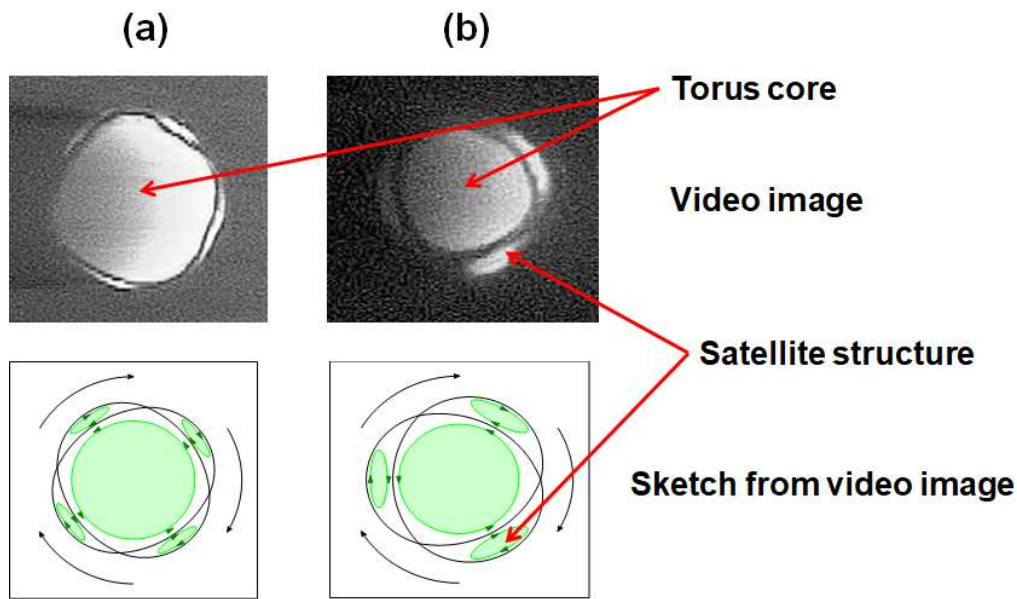 (a) (b)
Torus core
Video image
Satellite structure
Sketch from video image